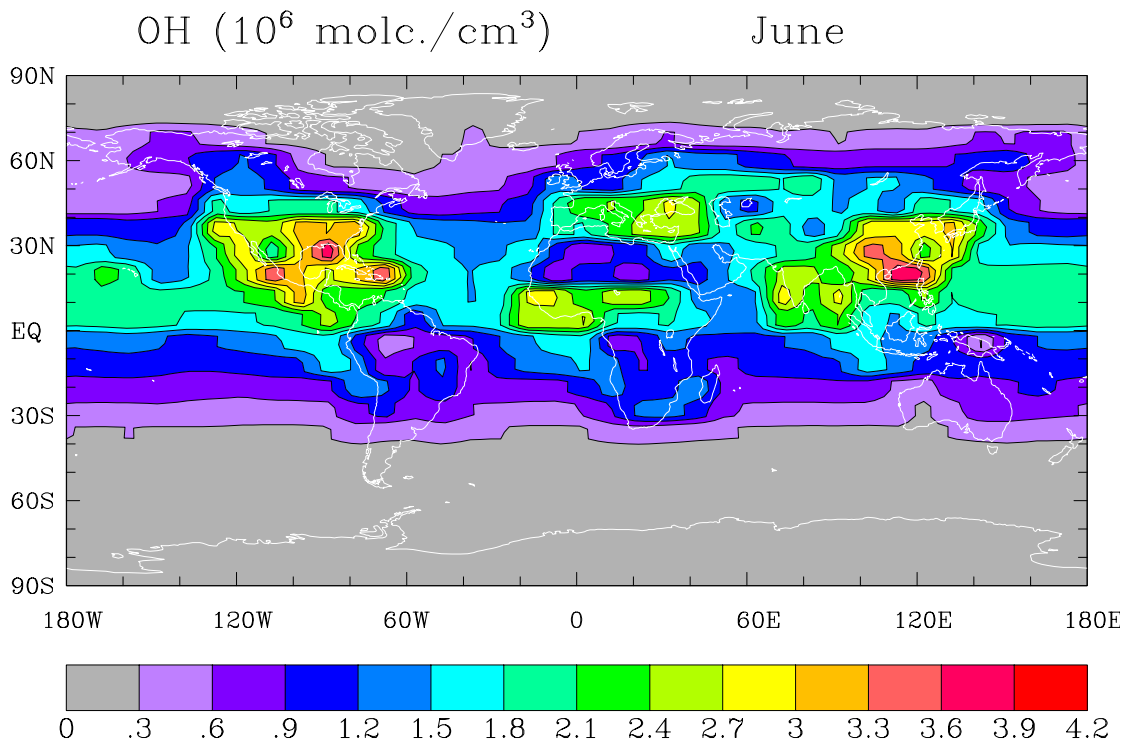 OH (10⁶ molc./cm³) June
90N
60N
30N
EQ
30S
60S
90S
180W 120W 60W 0 60E 120E 180E
0 .3 .6 .9 1.2 1.5 1.8 2.1 2.4 2.7 3 3.3 3.6 3.9 4.2